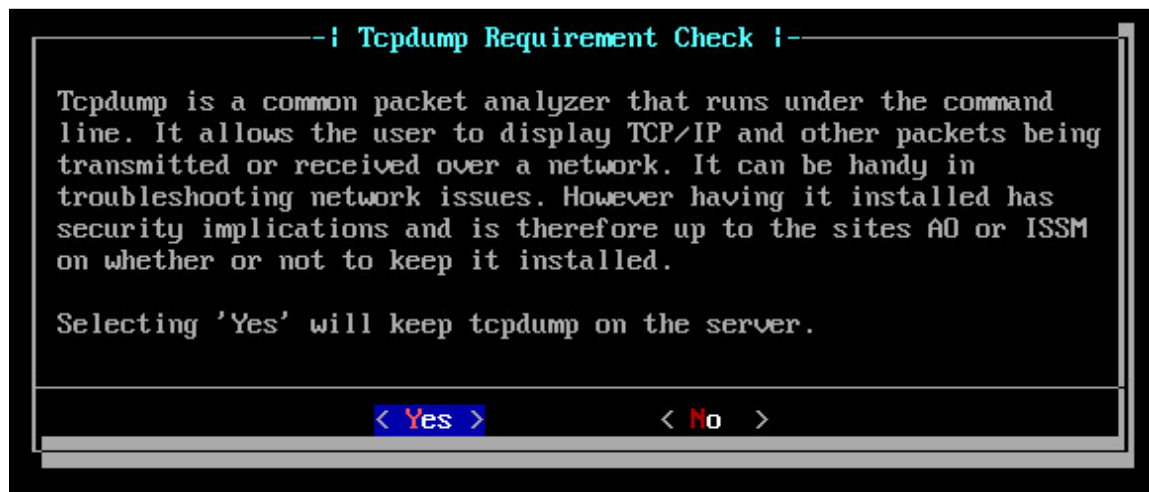 -| Tcpdump Requirement Check |-
Tcpdump is a common packet analyzer that runs under the command
line. It allows the user to display TCP/IP and other packets being
transmitted or received over a network. It can be handy in
troubleshooting network issues. However having it installed has
security implications and is therefore up to the sites AO or ISSM
on whether or not to keep it installed.
Selecting 'Yes' will keep tcpdump on the server.
< Yes > < No >